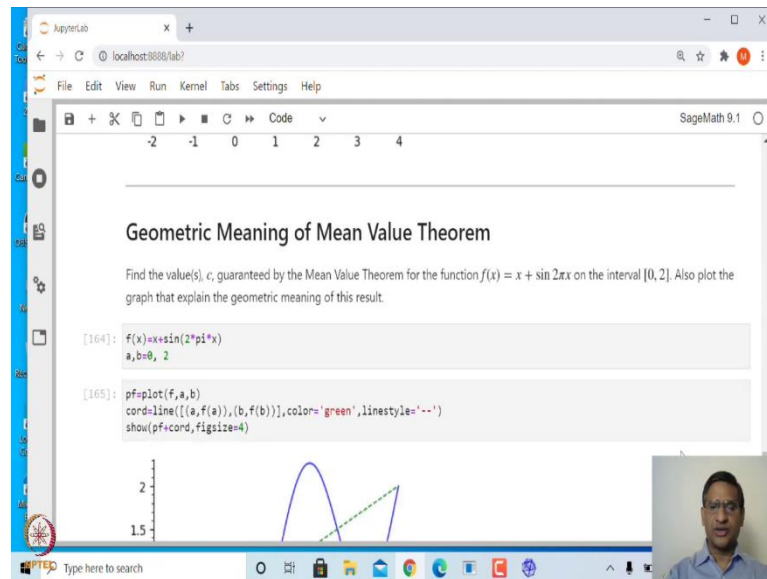 JupyterLab
localhost:8888/lab?
M
File Edit View Run Kernel Tabs Settings Help
Code
SageMath 9.1
-2 -1 0 1 2 3 4
Geometric Meaning of Mean Value Theorem
Find the value(s), c, guaranteed by the Mean Value Theorem for the function f(x) = x + sin 2πx on the interval [0, 2]. Also plot the
graph that explain the geometric meaning of this result.
[164]: f(x)=x+sin(2*pi*x)
a,b=0, 2
[165]: pf=plot(f,a,b)
cord=line([(a,f(a)),(b,f(b))],color='green',linestyle='--')
show(pf+cord,figsize=4)
2
1.5
Type here to search